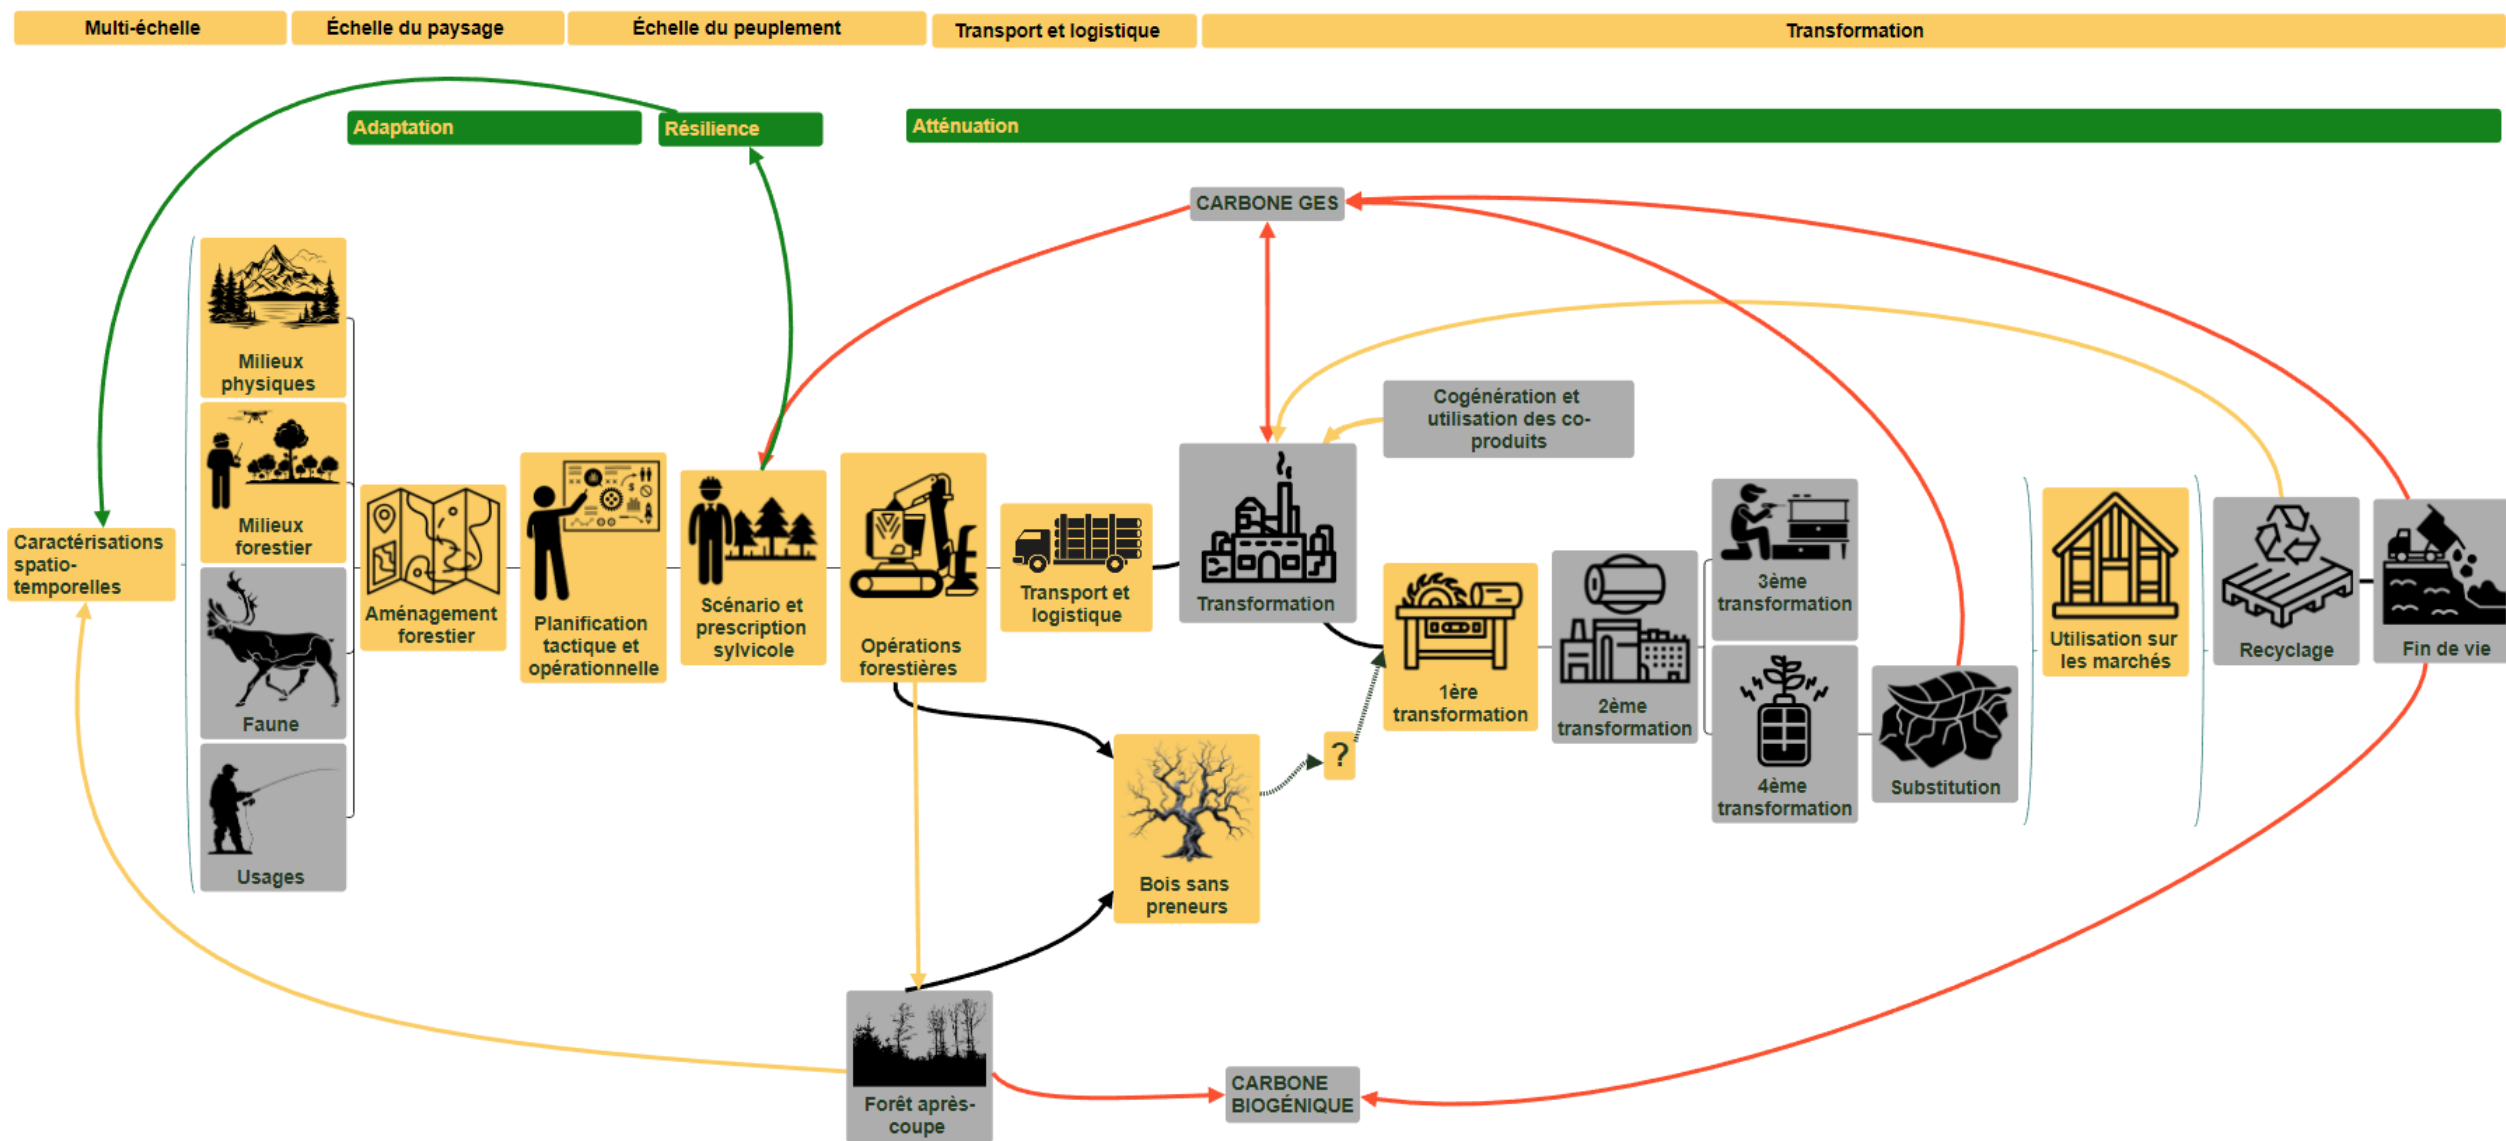 Multi-échelle
Échelle du paysage
Échelle du peuplement
Transport et logistique
Transformation
Adaptation
Résilience
Atténuation
CARBONE GES
Milieux
physiques
Milieux
forestier
Faune
Usages
Caractérisations
spatio-
temporelles
Aménagement
forestier
Planification
tactique et
opérationnelle
Scénario et
prescription
sylvicole
Opérations
forestières
Transport et
logistique
Transformation
Cogénération et
utilisation des co-
produits
1ère
transformation
2ème
transformation
3ème
transformation
4ème
transformation
Substitution
Utilisation sur
les marchés
Recyclage
Fin de vie
?
Bois sans
preneurs
Forêt après-
coupe
CARBONE
BIOGÉNIQUE